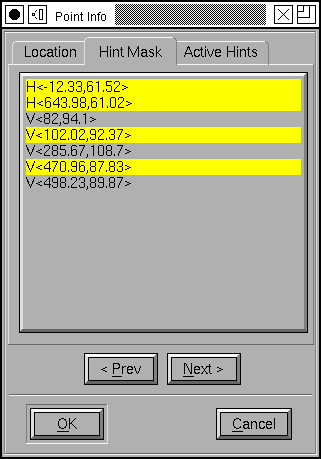 Point Info
Location Hint Mask Active Hints
H<-12.33,61.52>
H<643.98,61.02>
V<82,94.1>
V<102.02,92.37>
V<285.67,108.7>
V<470.96,87.83>
V<498.23,89.87>
< Prev Next >
OK Cancel